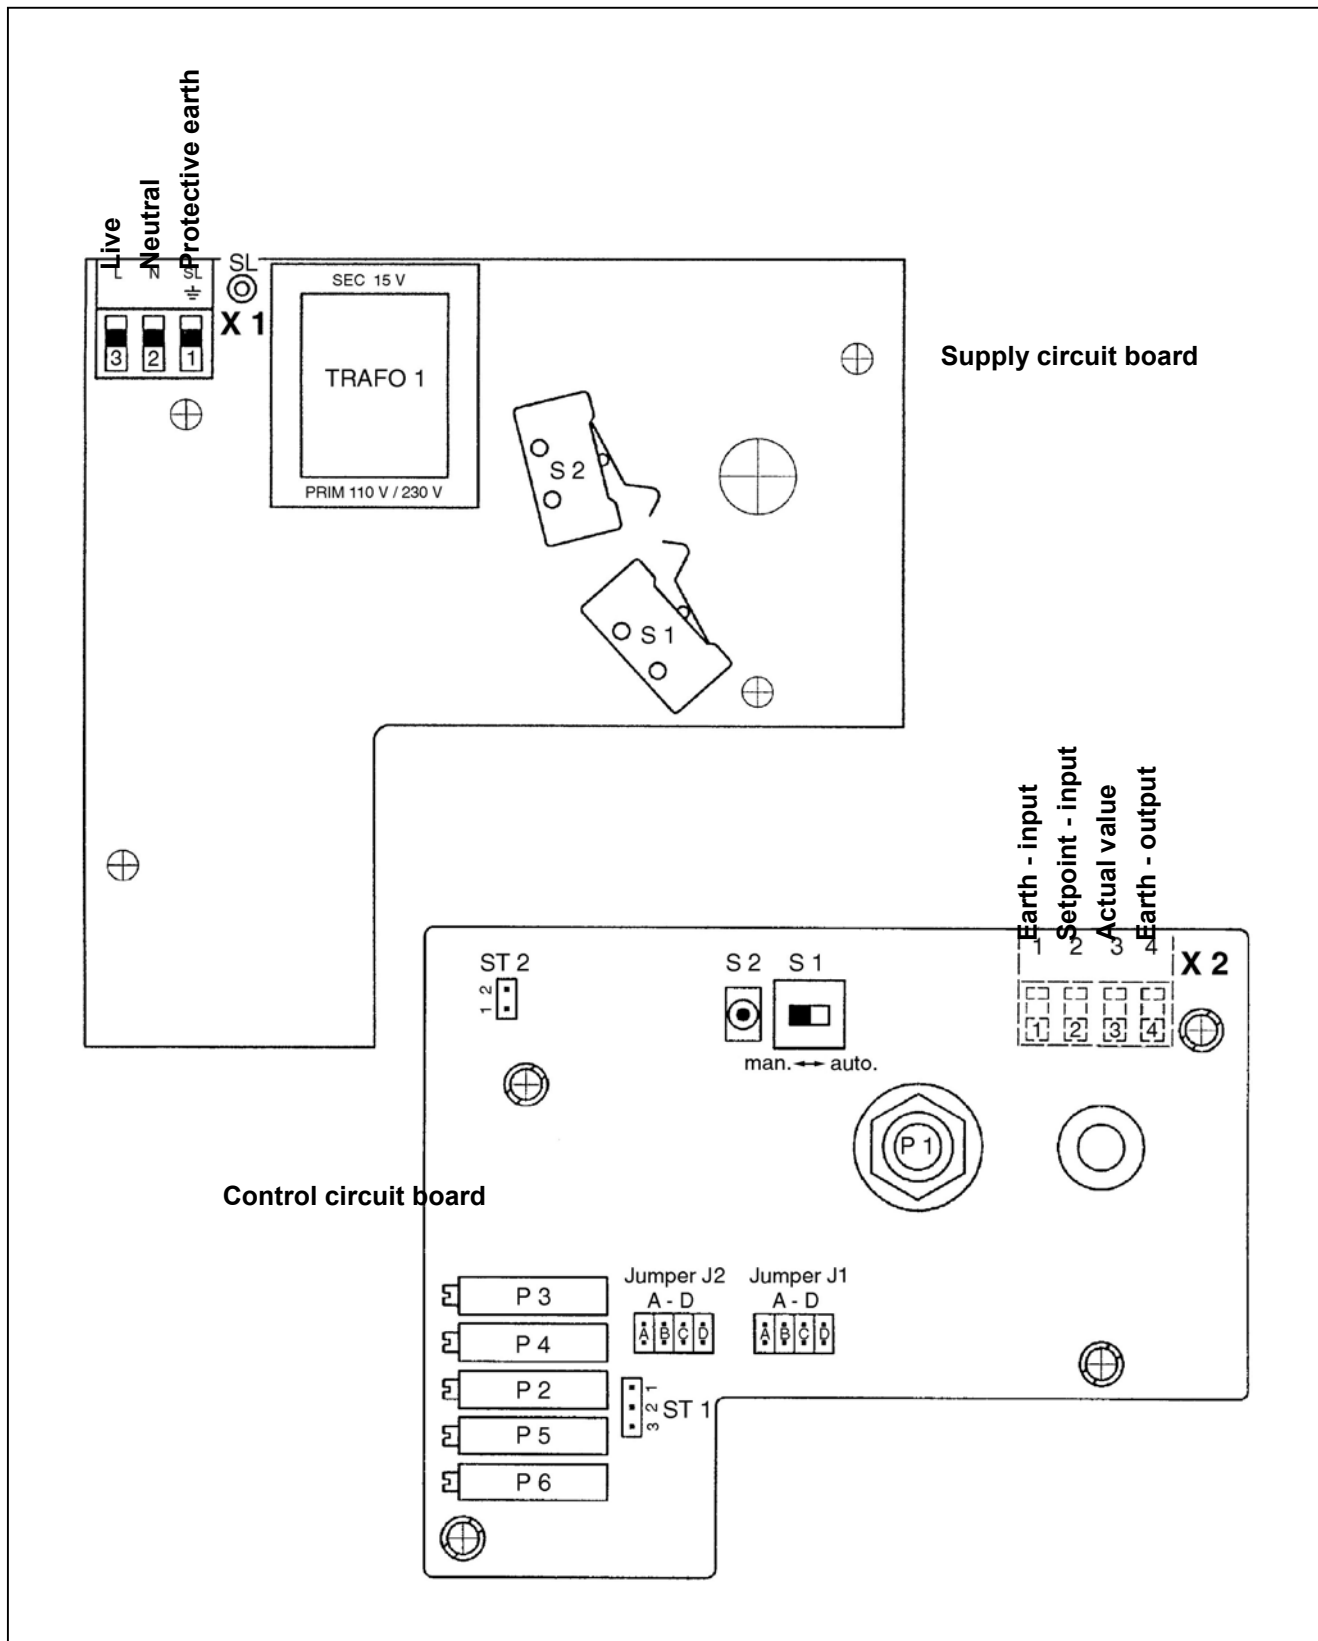 Live
Neutral
Protective earth
L N SL
SL
X 1
3 2 1
SEC 15 V
TRAFO 1
PRIM 110 V / 230 V
S 2
S 1
Supply circuit board
Earth - input
Setpoint - input
Actual value
Earth - output
1 2 3 4
X 2
1 2 3 4
ST 2
1 2
S 2 S 1
man. ↔ auto.
P 1
Control circuit board
Jumper J2
A - D
A B C D
Jumper J1
A - D
A B C D
P 3
P 4
P 2
P 5
P 6
1
2
3
ST 1